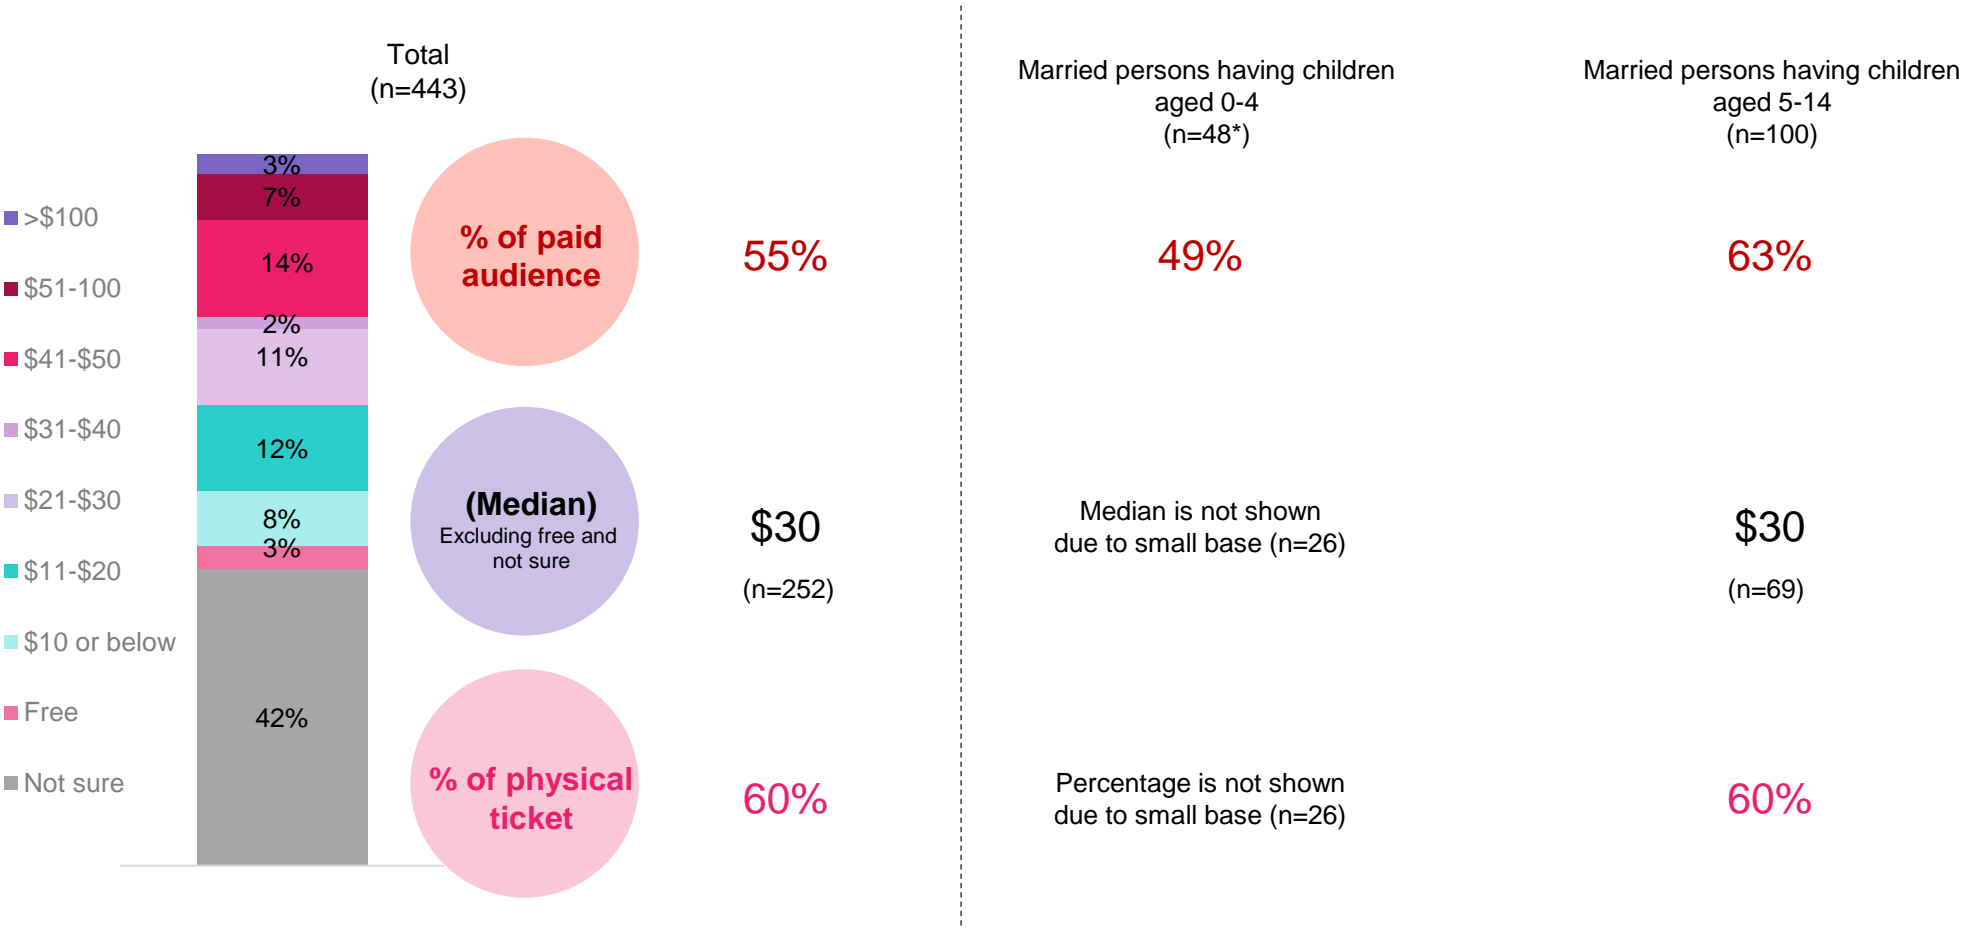 Total
(n=443)
>$100
$51-100
$41-$50
$31-$40
$21-$30
$11-$20
$10 or below
Free
Not sure
3%
7%
14%
2%
11%
12%
8%
3%
42%
% of paid
audience
55%
(Median)
Excluding free and
not sure
$30
(n=252)
% of physical
ticket
60%
Married persons having children
aged 0-4
(n=48*)
49%
Median is not shown
due to small base (n=26)
Percentage is not shown
due to small base (n=26)
Married persons having children
aged 5-14
(n=100)
63%
$30
(n=69)
60%